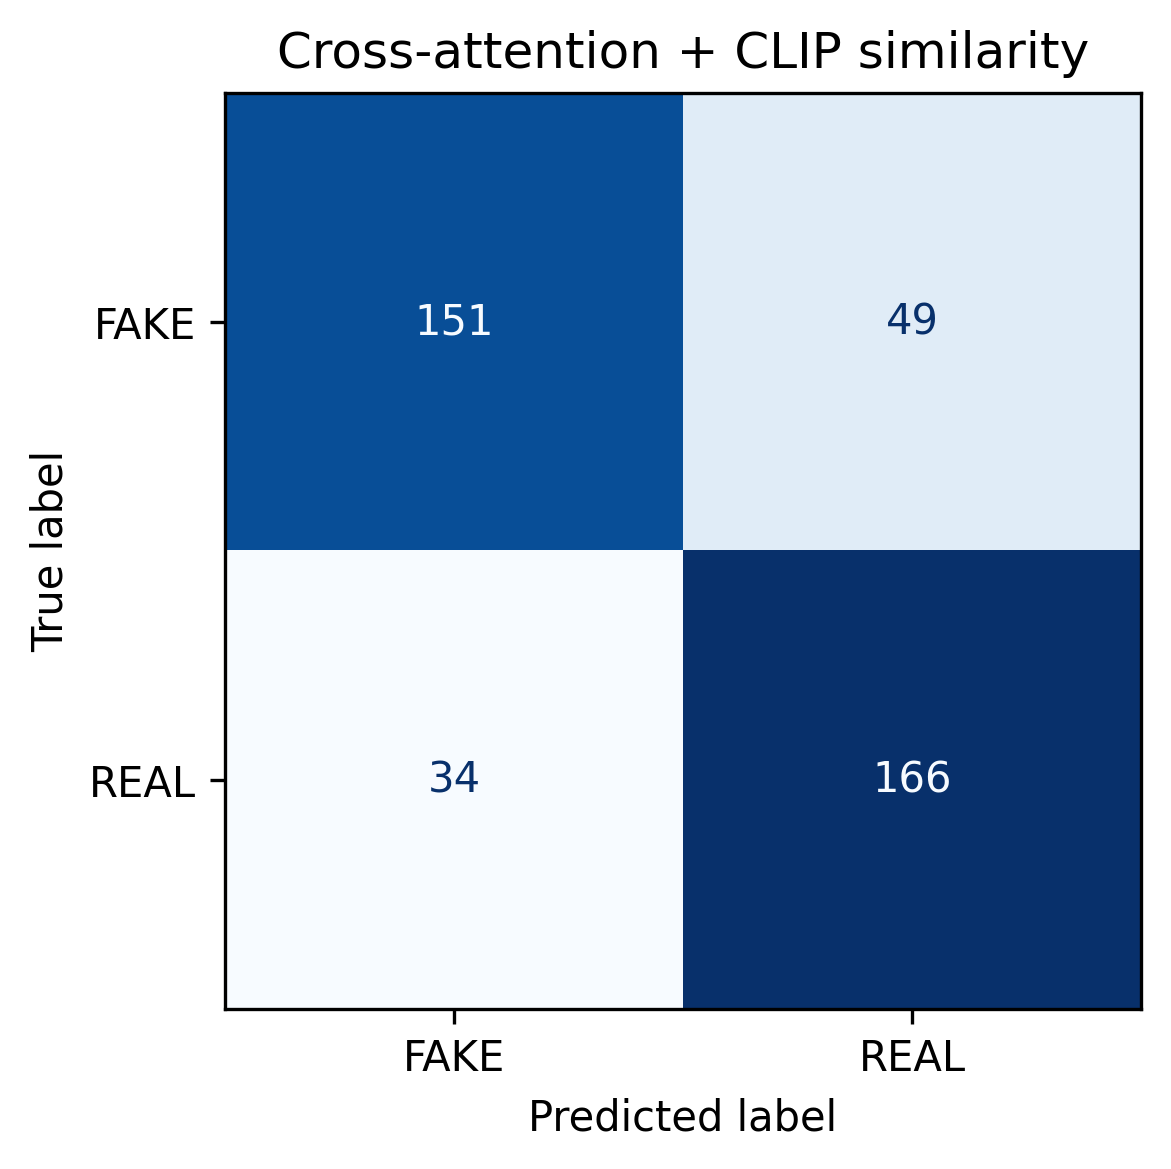 Cross-attention + CLIP similarity
True label
FAKE
151
49
REAL
34
166
FAKE
REAL
Predicted label